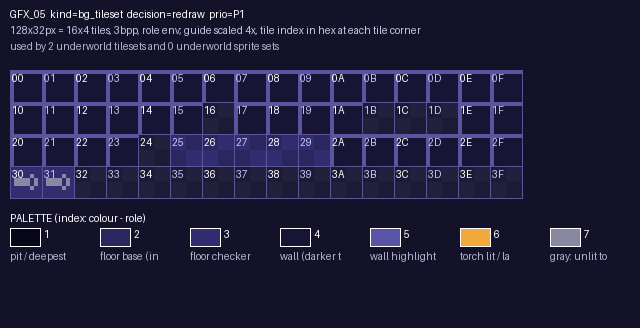 GFX_05 kind=bg_tileset decision=redraw prio=P1
128x32px = 16x4 tiles, 3bpp, role env; guide scaled 4x, tile index in hex at each tile corner
used by 2 underworld tilesets and 0 underworld sprite sets
00 01 02 03 04 05 06 07 08 09 0A 0B 0C 0D 0E 0F
10 11 12 13 14 15 16 17 18 19 1A 1B 1C 1D 1E 1F
20 21 22 23 24 25 26 27 28 29 2A 2B 2C 2D 2E 2F
30 31 32 33 34 35 36 37 38 39 3A 3B 3C 3D 3E 3F
PALETTE (index: colour - role)
1 2 3 4 5 6 7
pit / deepest floor base (in floor checker wall (darker t wall highlight torch lit / la gray: unlit to